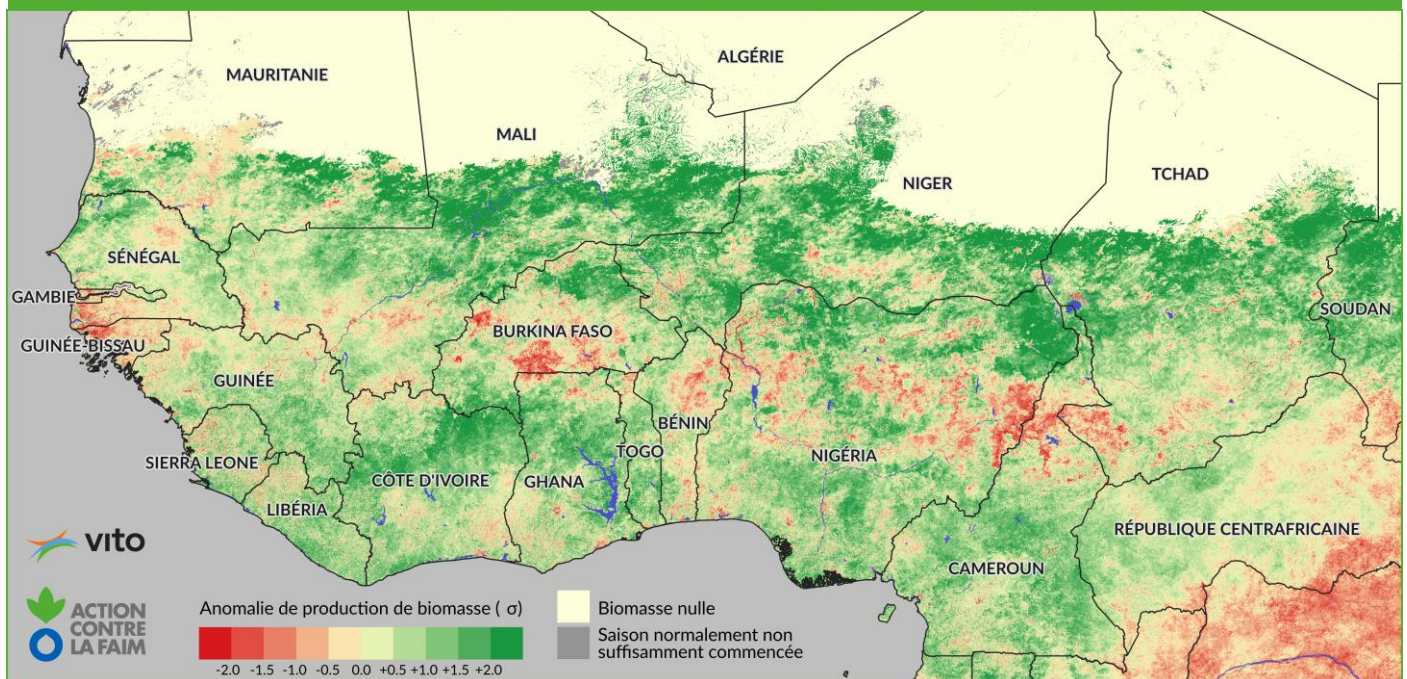 ALGÉRIE
MAURITANIE
MALI
NIGER
TCHAD
SÉNÉGAL
GAMBIE
SOUDAN
BURKINA FASO
GUINÉE-BISSAU
GUINÉE
BÉNIN
TOGO
NIGÉRIA
SIERRA LEONE
CÔTE D'IVOIRE
GHANA
LIBÉRIA
RÉPUBLIQUE CENTRAFRICAINE
CAMEROUN
vito
ACTION
CONTRE
LA FAIM
Anomalie de production de biomasse ( σ)
-2.0 -1.5 -1.0 -0.5 0.0 +0.5 +1.0 +1.5 +2.0
Biomasse nulle
Saison normalement non
suffisamment commencée